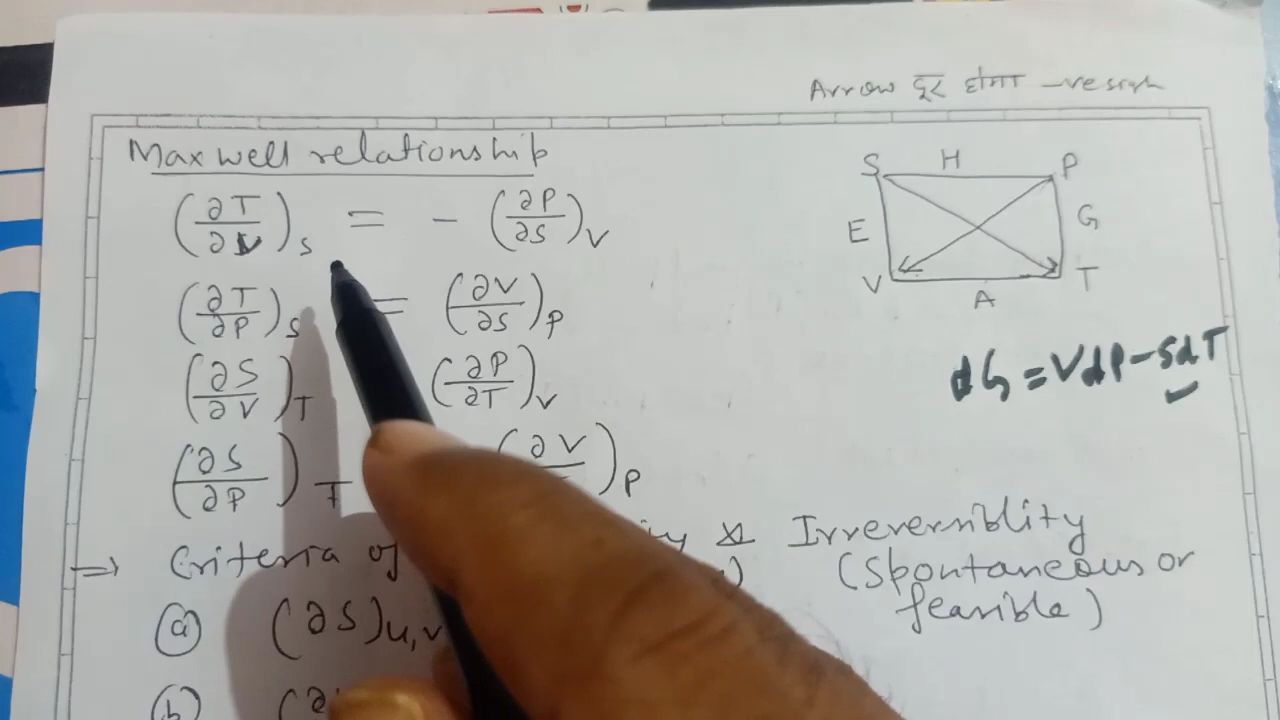 Arrow दूर होना -ve sign
Maxwell relationship
(∂T/∂V)s = - (∂P/∂S)V
(∂T/∂P)s = (∂V/∂S)P
(∂S/∂V)T (∂P/∂T)V
(∂S/∂P)T (∂V/ )P
S H P
E G
V A T
dG = VdP - SdT
⇒ Criteria of & Irreversiblity
(Spontaneous or
feasible)
(a) (∂S)u,v
(b) (∂